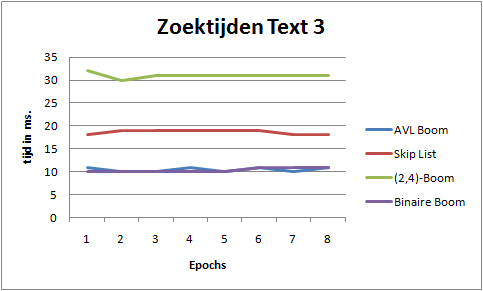 Zoektijden Text 3
tijd in ms.
35
30
25
20
15
10
5
0
1 2 3 4 5 6 7 8
Epochs
AVL Boom
Skip List
(2,4)-Boom
Binaire Boom